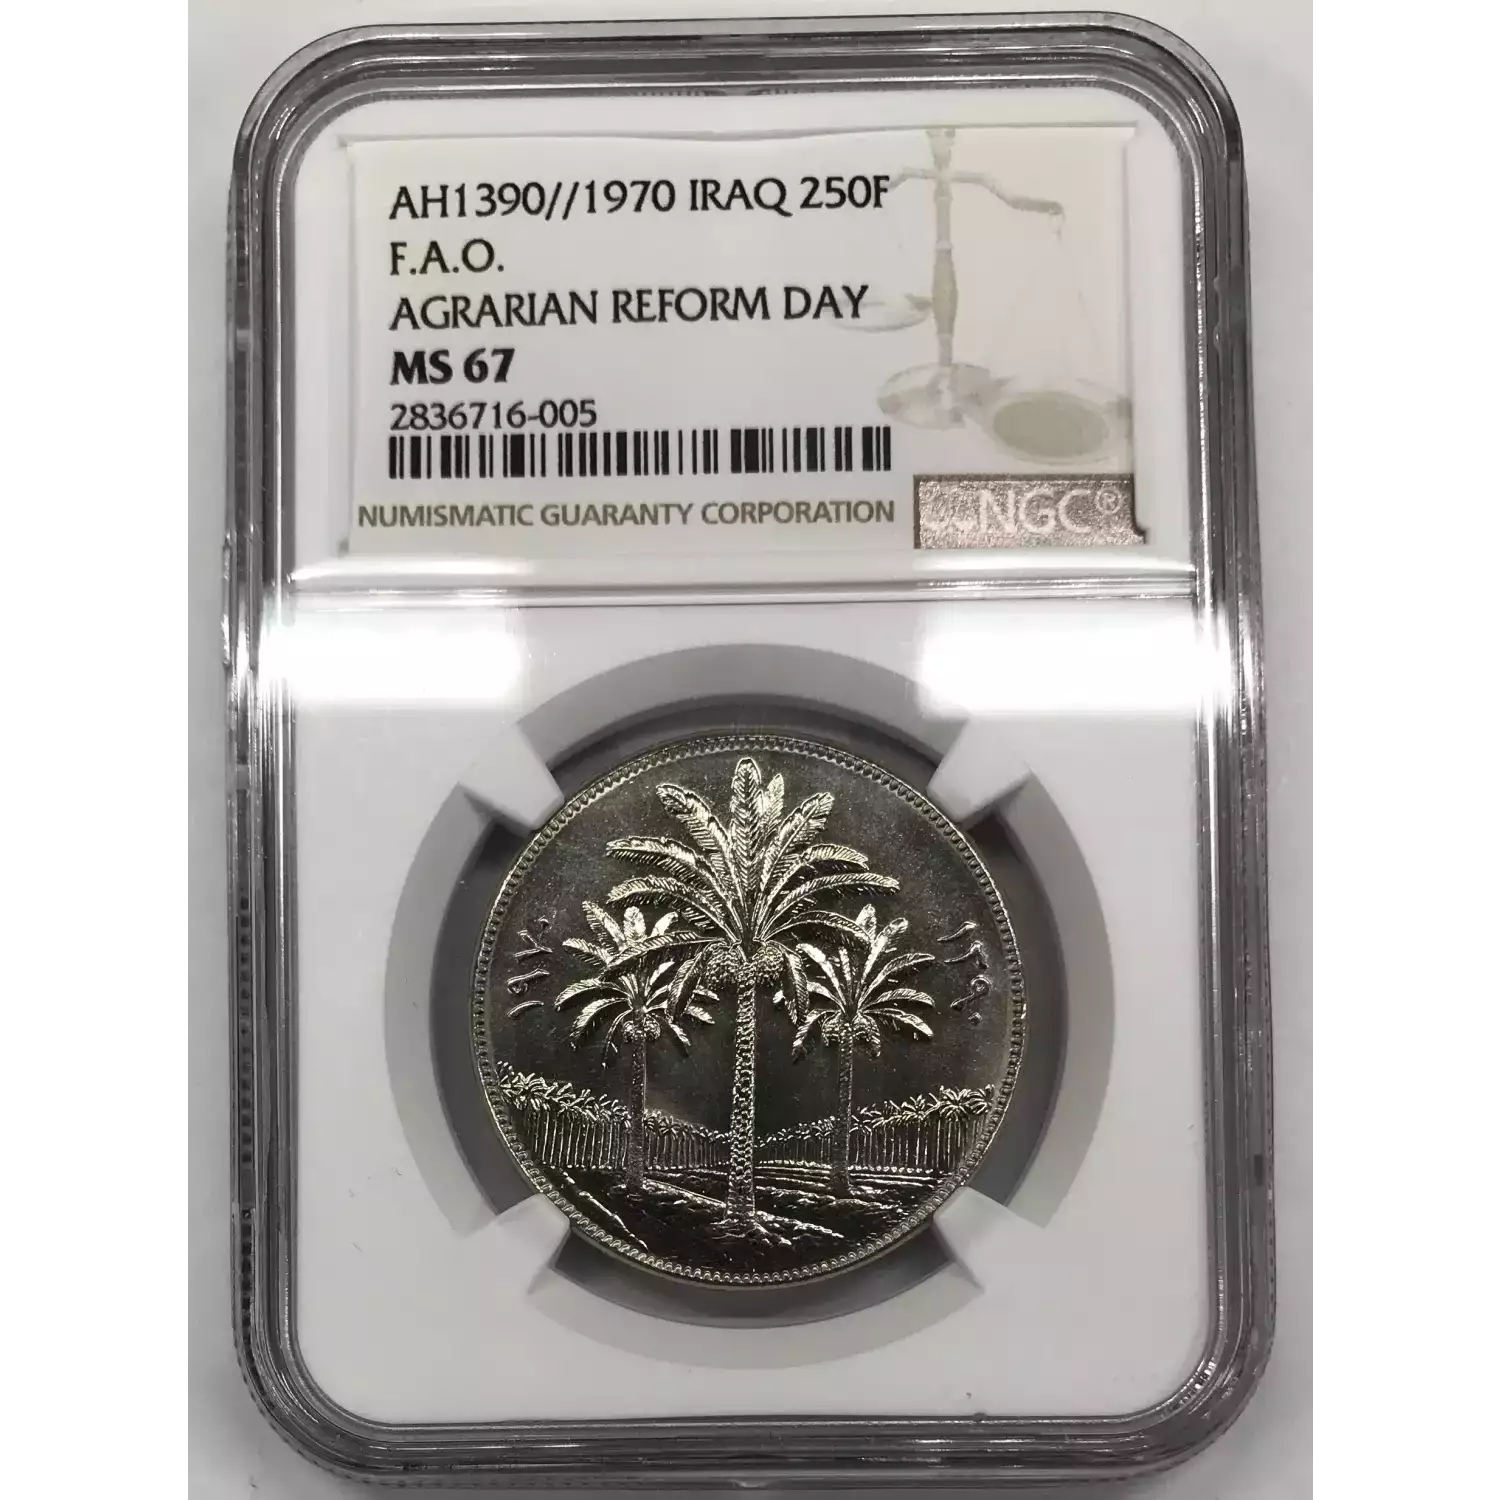 AH1390//1970 IRAQ 250F
F.A.O.
AGRARIAN REFORM DAY
MS 67
2836716-005
NUMISMATIC GUARANTY CORPORATION
NGC®
١٩٧٠
١٣٩٠